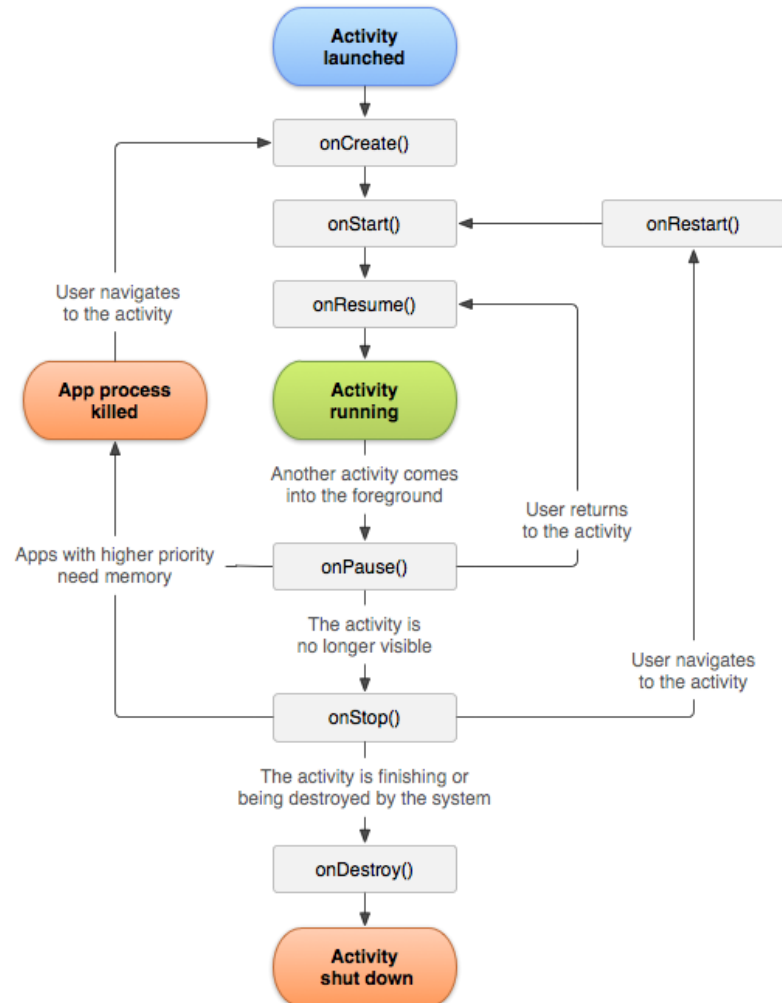 Activity
launched
onCreate()
onStart()
onRestart()
User navigates
to the activity
onResume()
App process
killed
Activity
running
Another activity comes
into the foreground
User returns
to the activity
Apps with higher priority
need memory
onPause()
The activity is
no longer visible
User navigates
to the activity
onStop()
The activity is finishing or
being destroyed by the system
onDestroy()
Activity
shut down